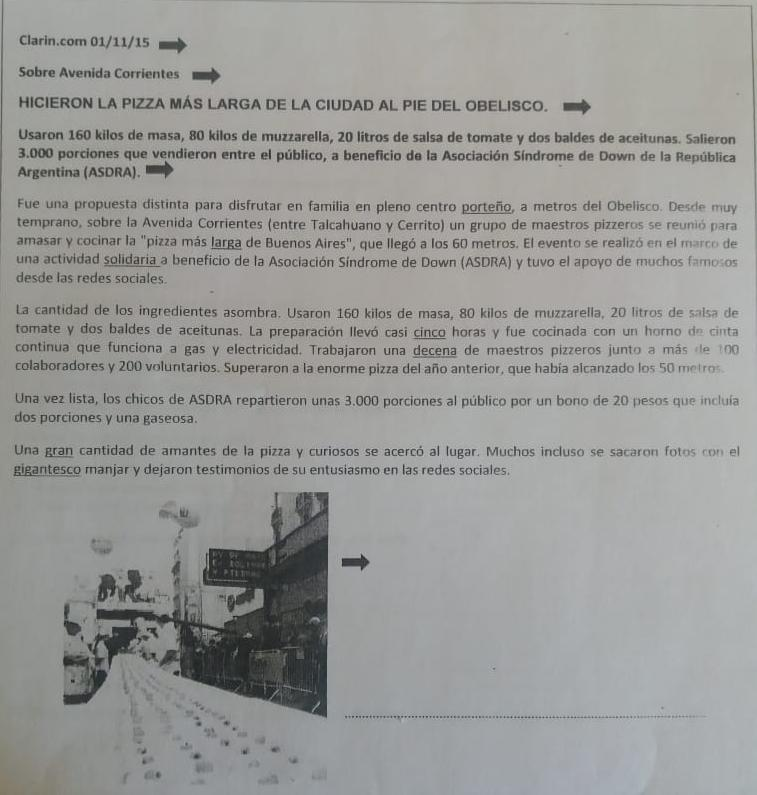 Clarin.com 01/11/15
Sobre Avenida Corrientes
HICIERON LA PIZZA MÁS LARGA DE LA CIUDAD AL PIE DEL OBELISCO.
Usaron 160 kilos de masa, 80 kilos de muzzarella, 20 litros de salsa de tomate y dos baldes de aceitunas. Salieron
3.000 porciones que vendieron entre el público, a beneficio de la Asociación Síndrome de Down de la República
Argentina (ASDRA).
Fue una propuesta distinta para disfrutar en familia en pleno centro porteño, a metros del Obelisco. Desde muy
temprano, sobre la Avenida Corrientes (entre Talcahuano y Cerrito) un grupo de maestros pizzeros se reunió para
amasar y cocinar la "pizza más larga de Buenos Aires", que llegó a los 60 metros. El evento se realizó en el marco de
una actividad solidaria a beneficio de la Asociación Síndrome de Down (ASDRA) y tuvo el apoyo de muchos famosos
desde las redes sociales.
La cantidad de los ingredientes asombra. Usaron 160 kilos de masa, 80 kilos de muzzarella, 20 litros de salsa de
tomate y dos baldes de aceitunas. La preparación llevó casi cinco horas y fue cocinada con un horno de cinta
continua que funciona a gas y electricidad. Trabajaron una decena de maestros pizzeros junto a más de 100
colaboradores y 200 voluntarios. Superaron a la enorme pizza del año anterior, que había alcanzado los 50 metros.
Una vez lista, los chicos de ASDRA repartieron unas 3.000 porciones al público por un bono de 20 pesos que incluía
dos porciones y una gaseosa.
Una gran cantidad de amantes de la pizza y curiosos se acercó al lugar. Muchos incluso se sacaron fotos con el
gigantesco manjar y dejaron testimonios de su entusiasmo en las redes sociales.